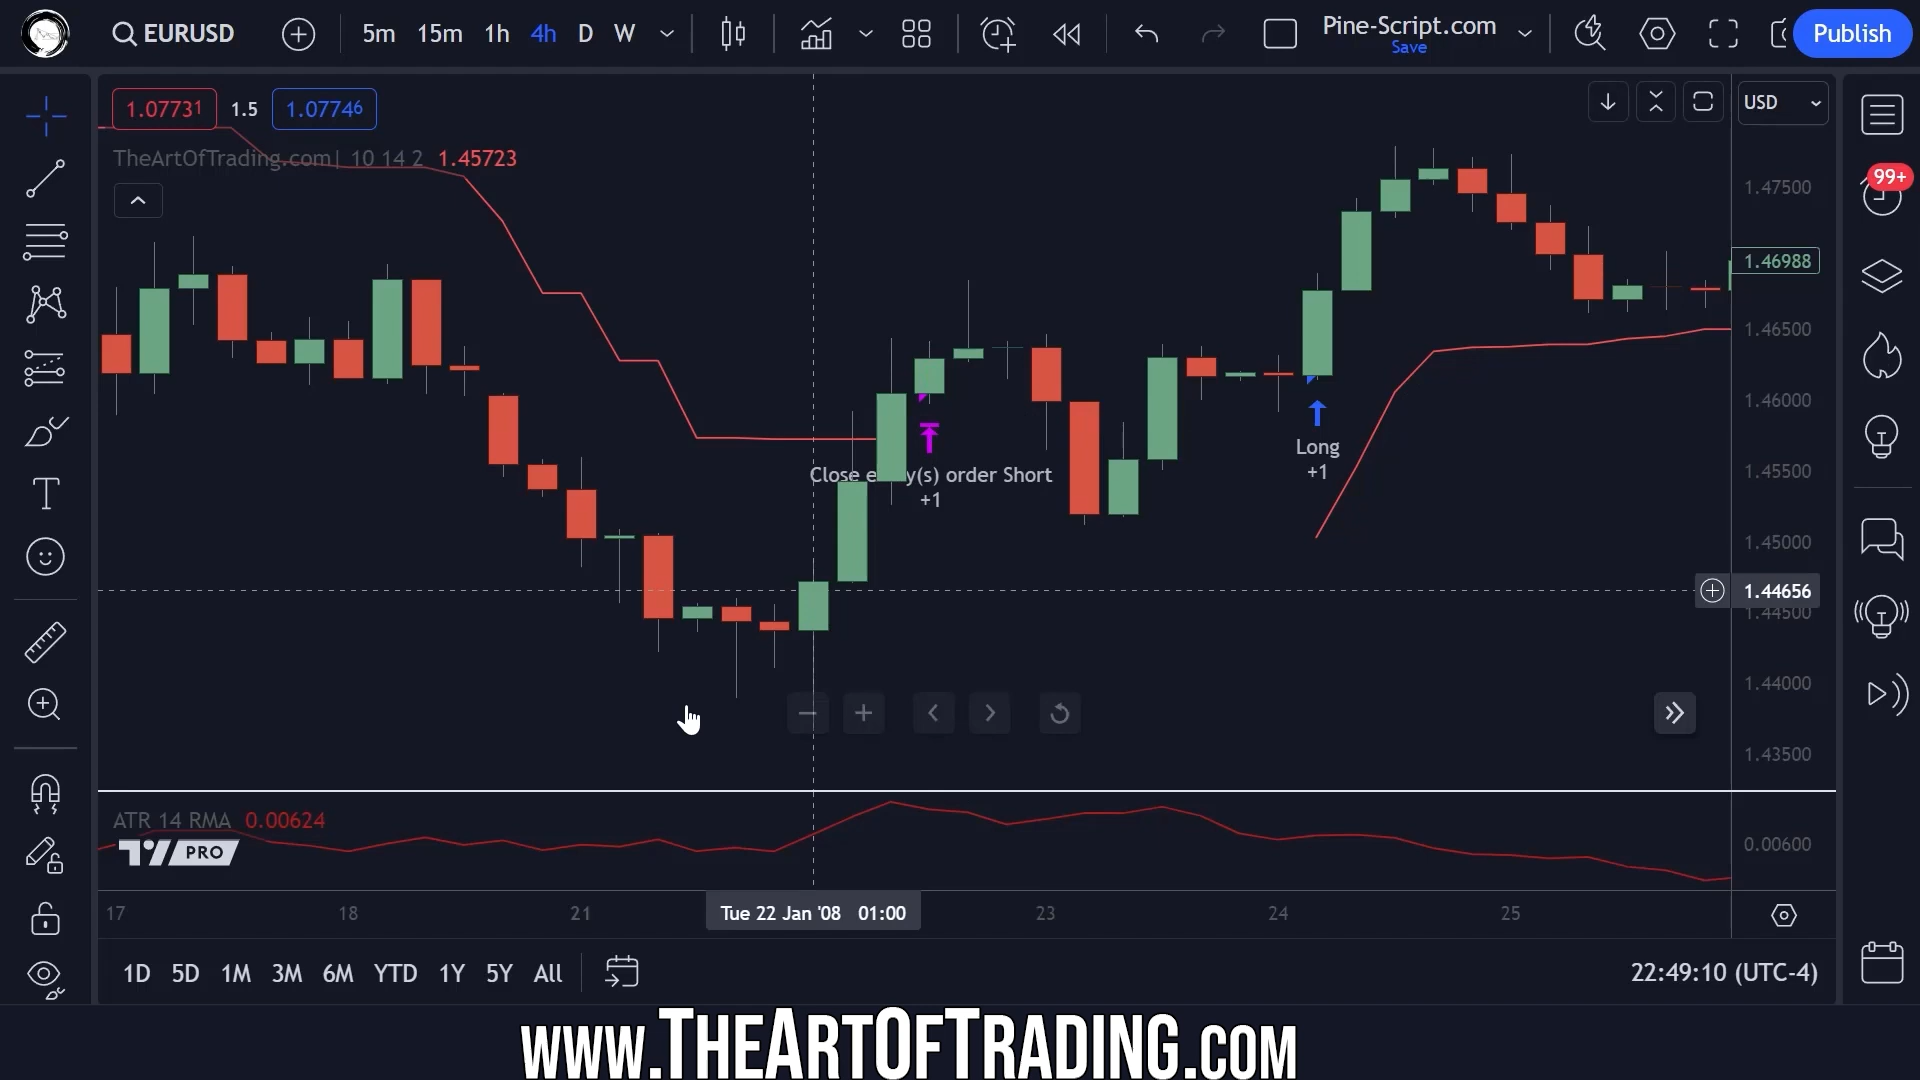 EURUSD 5m 15m 1h 4h D W Pine-Script.com Save Publish
1.07731 1.5 1.07746 USD
TheArtOfTrading.com| 10 14 2 1.45723
99+
1.47500
1.46988
1.46500
1.46000
1.45500
1.45000
1.44656
1.44500
1.44000
1.43500
Long
+1
Close e y(s) order Short
+1
ATR 14 RMA 0.00624
0.00600
PRO
17 18 21 Tue 22 Jan '08 01:00 23 24 25
1D 5D 1M 3M 6M YTD 1Y 5Y All 22:49:10 (UTC-4)
www.TheArtOfTrading.com